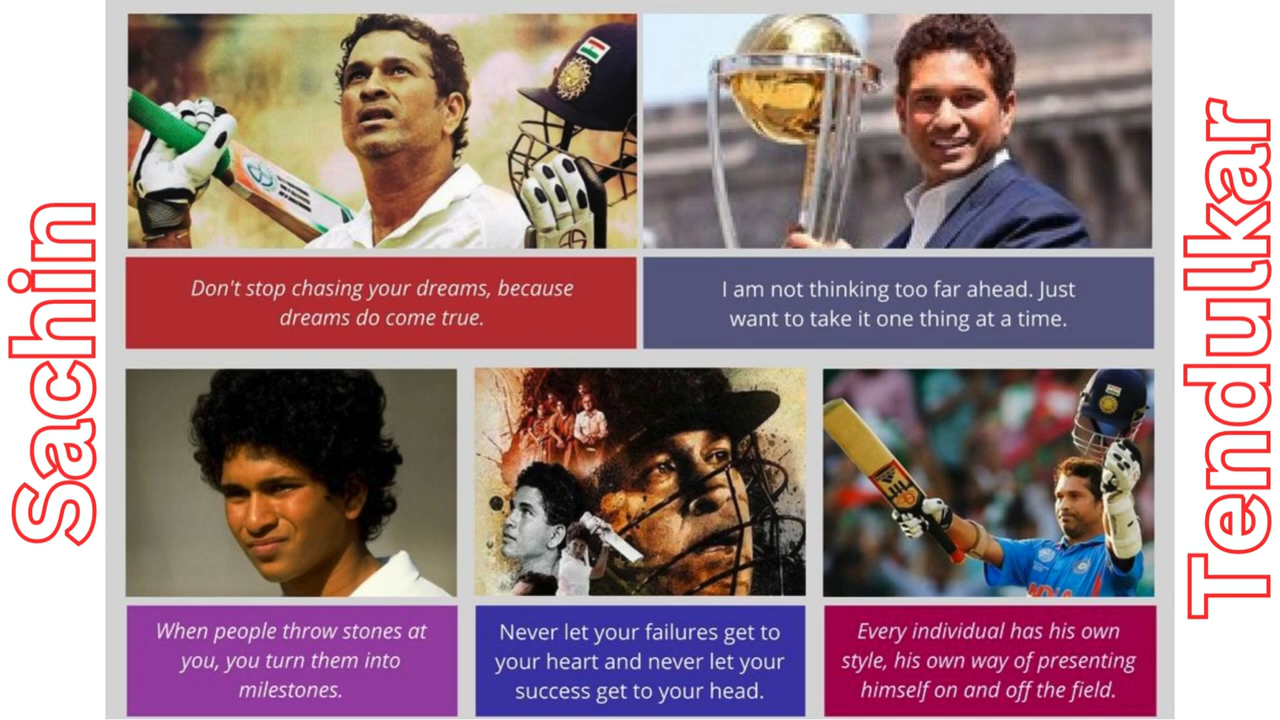 Sachin
Tendulkar
Don't stop chasing your dreams, because
dreams do come true.
I am not thinking too far ahead. Just
want to take it one thing at a time.
When people throw stones at
you, you turn them into
milestones.
Never let your failures get to
your heart and never let your
success get to your head.
Every individual has his own
style, his own way of presenting
himself on and off the field.
INDIA